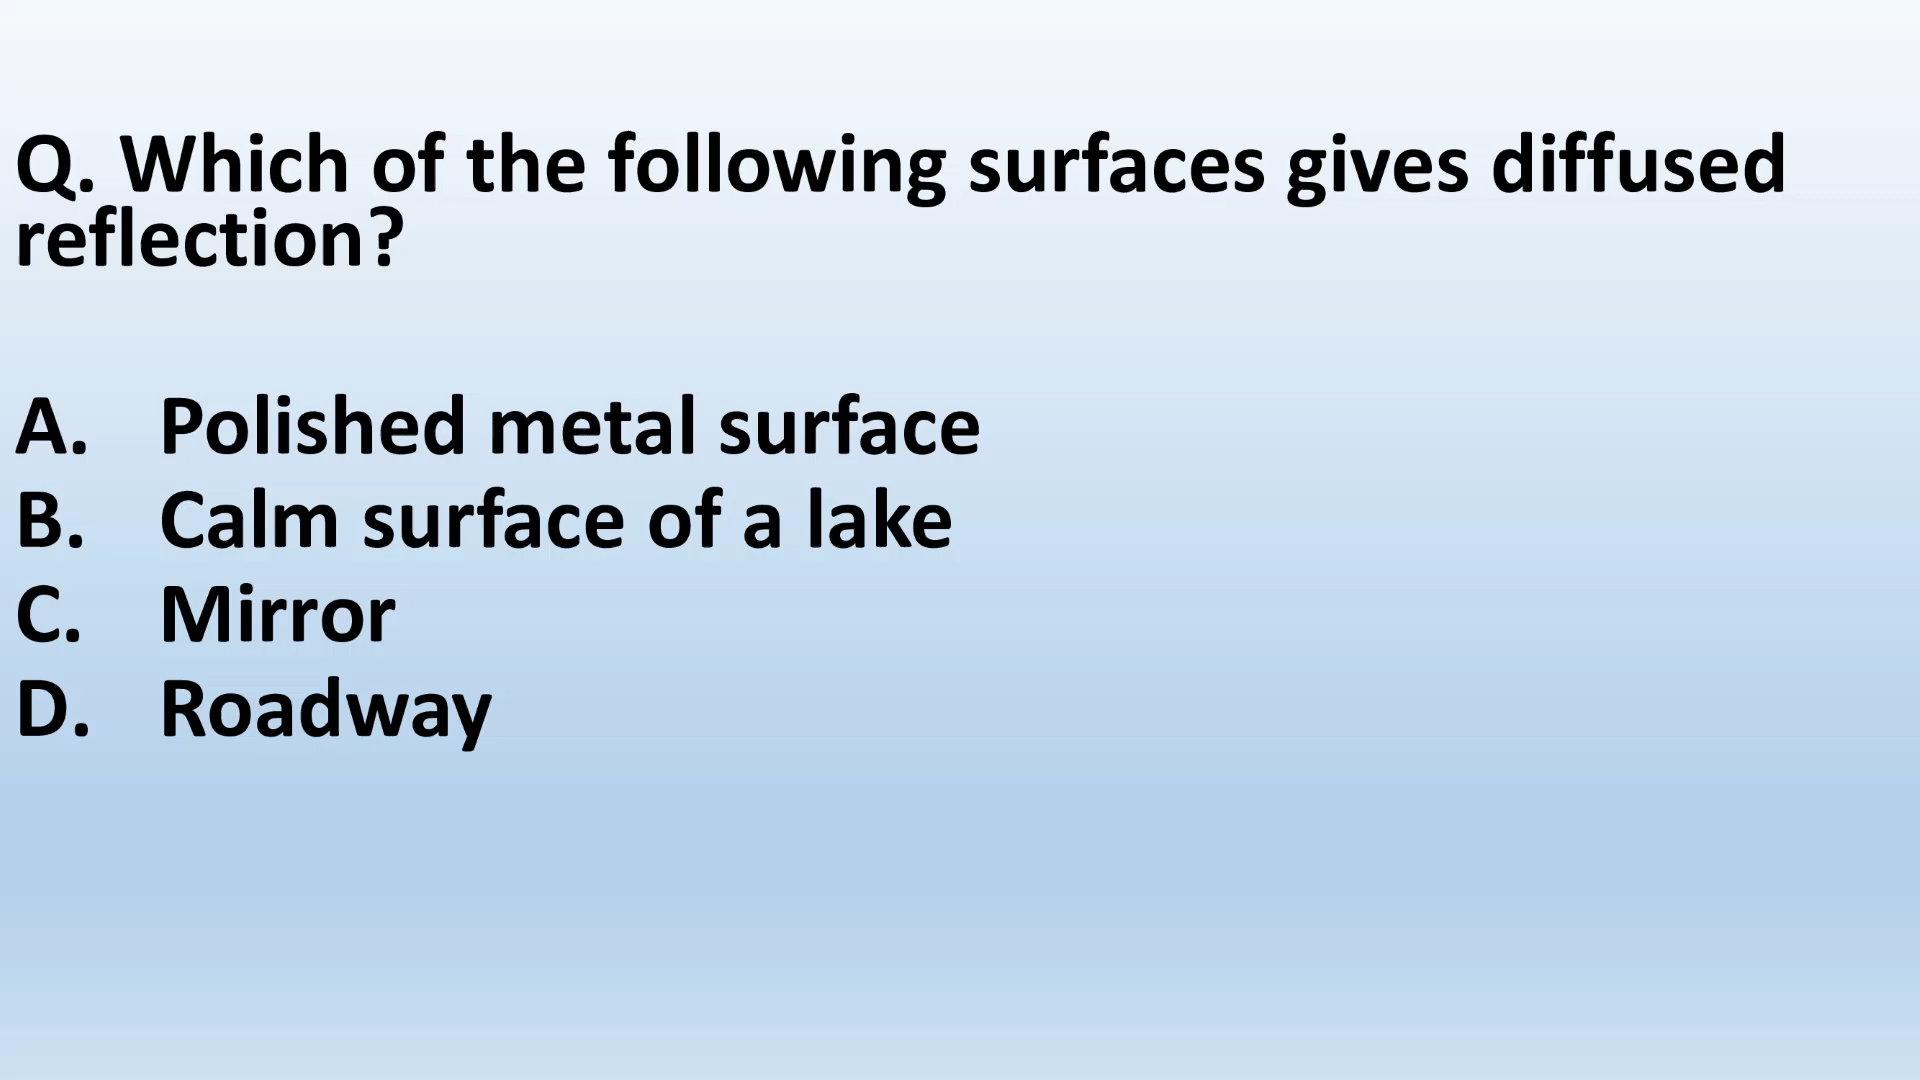 Q. Which of the following surfaces gives diffused
reflection?
A. Polished metal surface
B. Calm surface of a lake
C. Mirror
D. Roadway